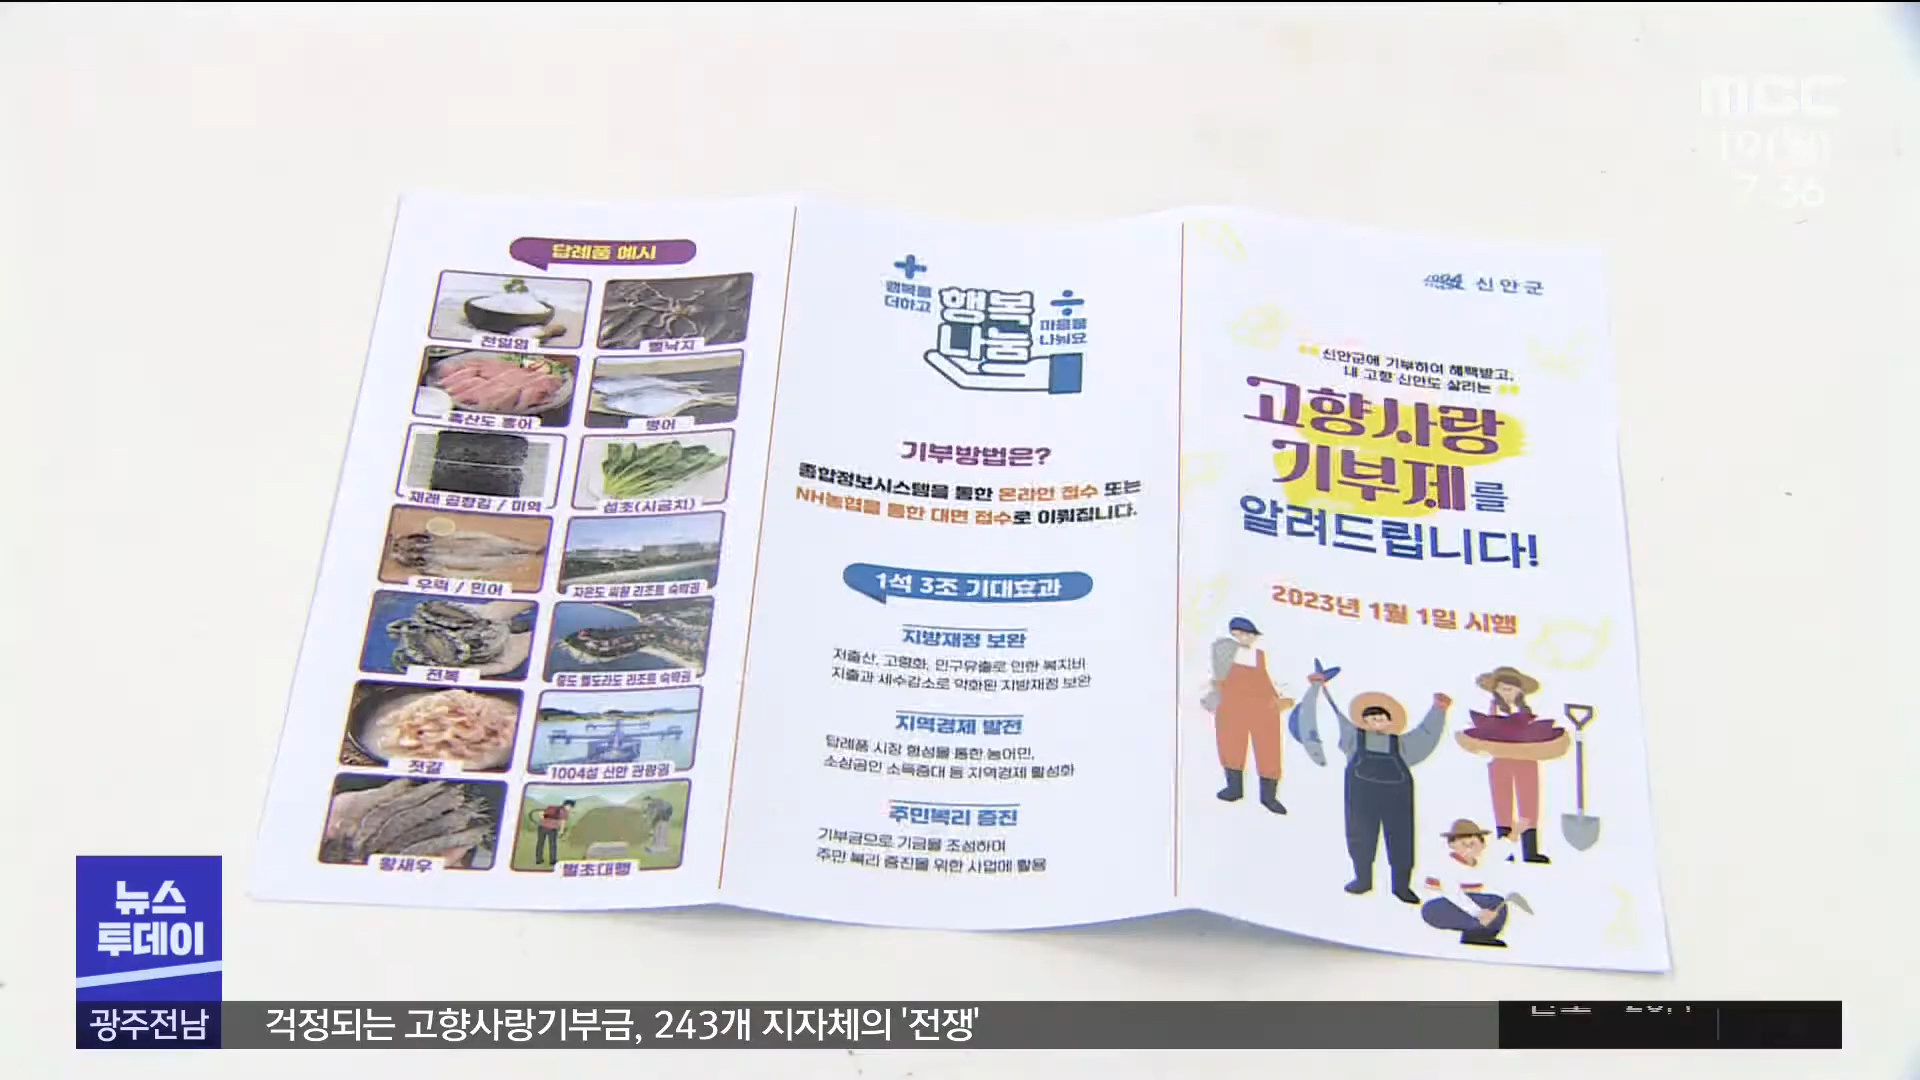 MBC
19(월)
7:36
답례품 예시
천일염
뻘낙지
흑산도 홍어
병어
재래 곱창김 / 미역
섬초(시금치)
우럭 / 민어
자은도 씨원 리조트 숙박권
전복
증도 엘도라도 리조트 숙박권
젓갈
1004섬 신안 관광권
황새우
벌초대행
행복을
더하고
행복
나눔
마음을
나눠요
기부방법은?
종합정보시스템을 통한 온라인 접수 또는
NH농협을 통한 대면 접수로 이뤄집니다.
1석 3조 기대효과
지방재정 보완
저출산, 고령화, 인구유출로 인한 복지비
지출과 세수감소로 악화된 지방재정 보완
지역경제 발전
답례품 시장 형성을 통한 농어민,
소상공인 소득증대 등 지역경제 활성화
주민복리 증진
기부금으로 기금을 조성하여
주민 복리 증진을 위한 사업에 활용
신안군
신안군에 기부하여 혜택받고,
내 고향 신안도 살리는
고향사랑
기부제를
알려드립니다!
2023년 1월 1일 시행
뉴스
투데이
광주전남
걱정되는 고향사랑기부금, 243개 지자체의 '전쟁'